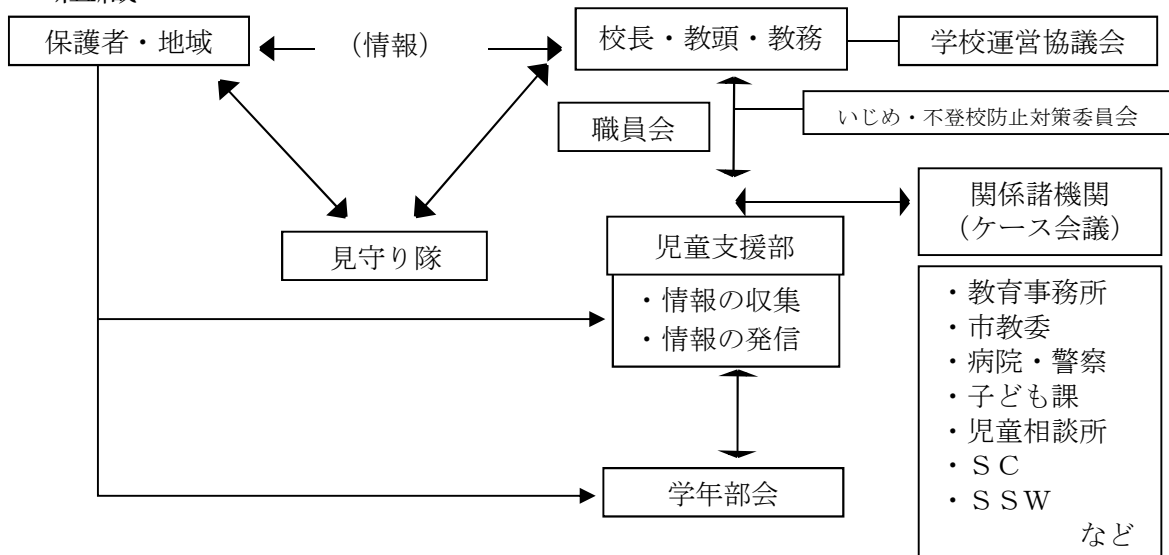 保護者・地域
（情報）
校長・教頭・教務
学校運営協議会
職員会
いじめ・不登校防止対策委員会
関係諸機関
（ケース会議）
見守り隊
児童支援部
・情報の収集
・情報の発信
・教育事務所
・市教委
・病院・警察
・子ども課
・児童相談所
・ＳＣ
・ＳＳＷ
など
学年部会